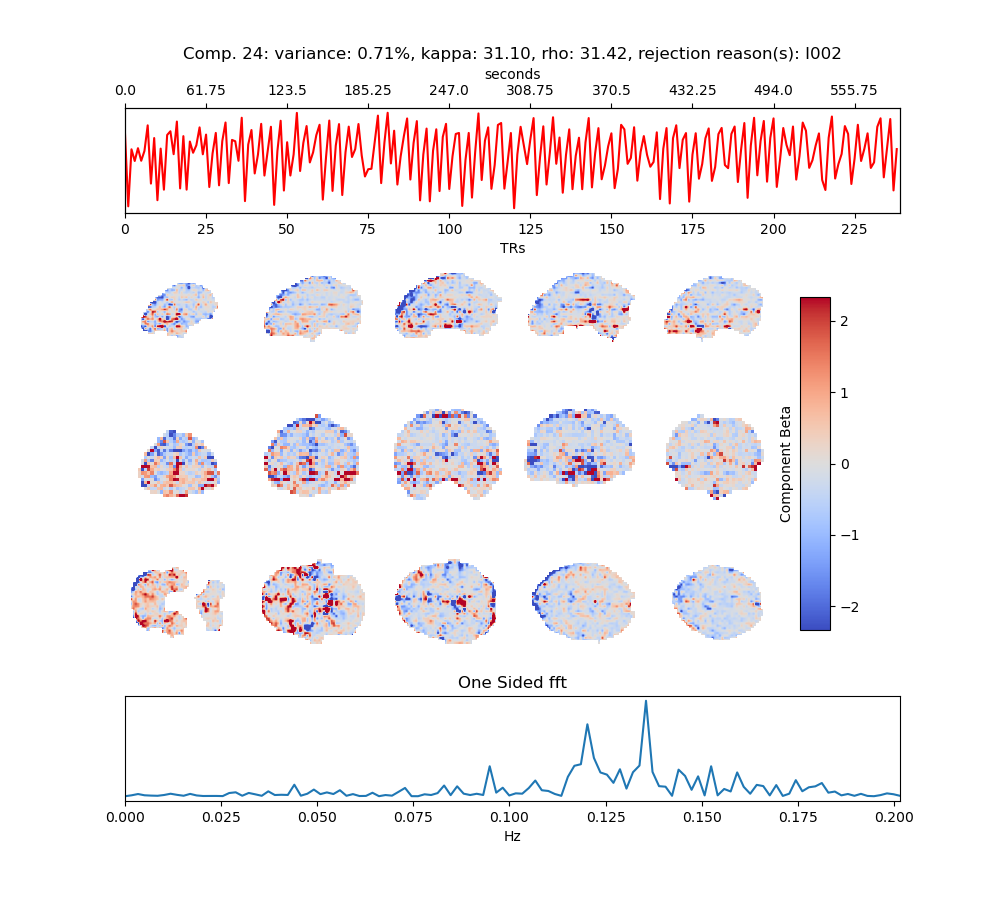 Comp. 24: variance: 0.71%, kappa: 31.10, rho: 31.42, rejection reason(s): I002
seconds
0.0 61.75 123.5 185.25 247.0 308.75 370.5 432.25 494.0 555.75
0 25 50 75 100 125 150 175 200 225
TRs
2
1
0
−1
−2
Component Beta
One Sided fft
0.000 0.025 0.050 0.075 0.100 0.125 0.150 0.175 0.200
Hz